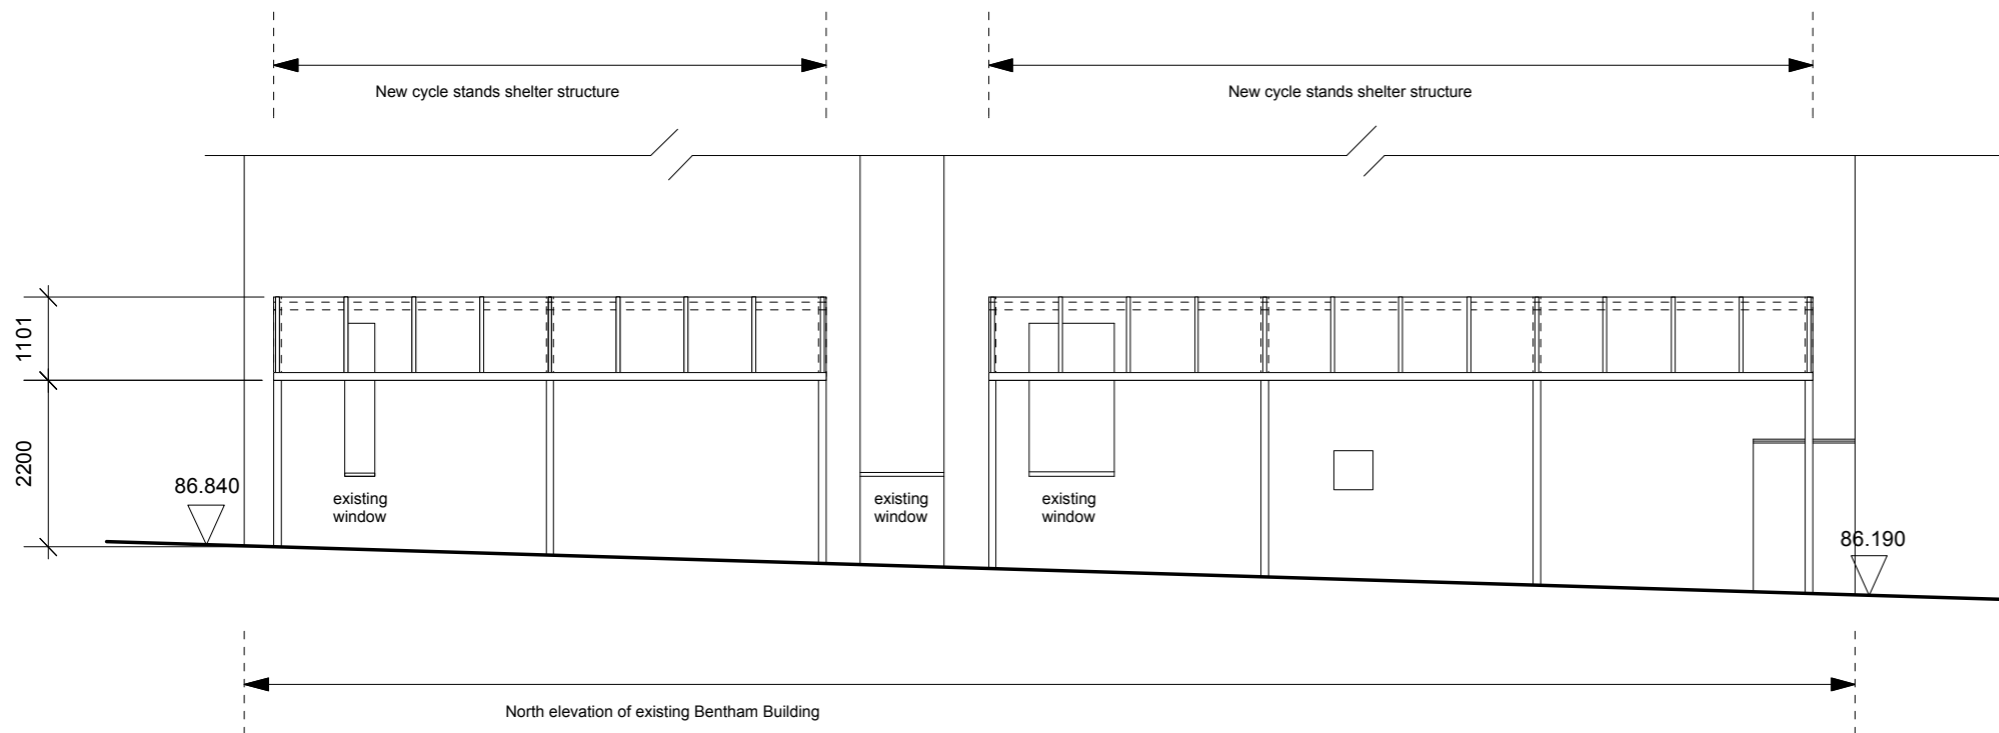 New cycle stands shelter structure
New cycle stands shelter structure
1101
2200
86.840
existing
window
existing
window
existing
window
86.190
North elevation of existing Bentham Building